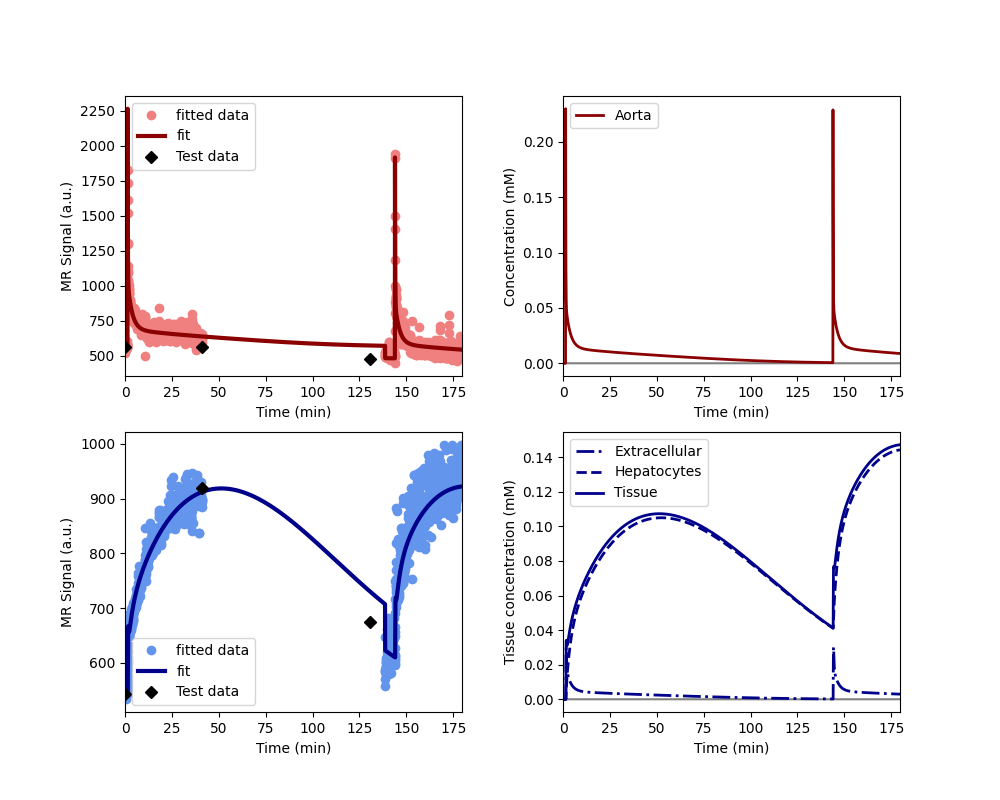 MR Signal (a.u.)
2250
2000
1750
1500
1250
1000
750
500
fitted data
fit
Test data
0 25 50 75 100 125 150 175
Time (min)
Concentration (mM)
0.20
0.15
0.10
0.05
0.00
Aorta
0 25 50 75 100 125 150 175
Time (min)
MR Signal (a.u.)
1000
900
800
700
600
fitted data
fit
Test data
0 25 50 75 100 125 150 175
Time (min)
Tissue concentration (mM)
0.14
0.12
0.10
0.08
0.06
0.04
0.02
0.00
Extracellular
Hepatocytes
Tissue
0 25 50 75 100 125 150 175
Time (min)